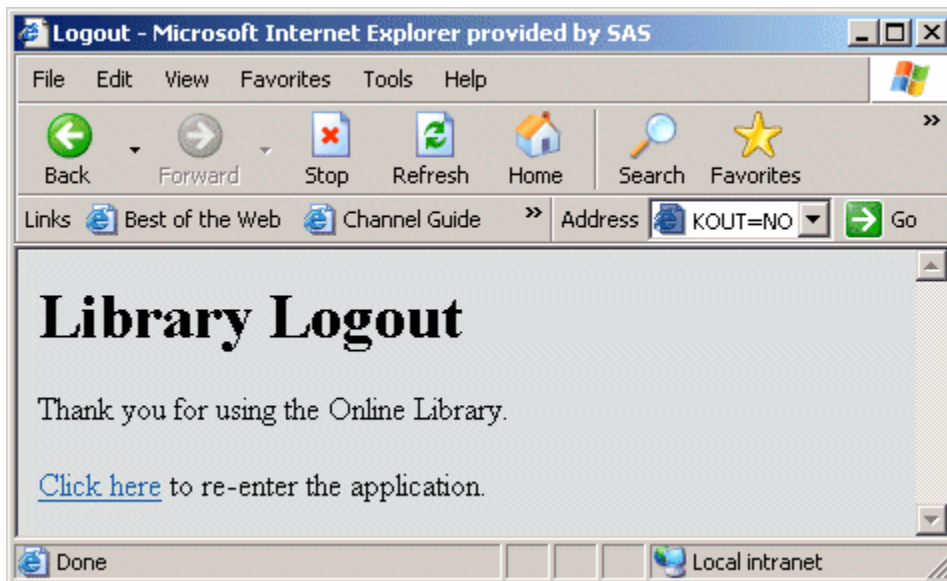 Logout - Microsoft Internet Explorer provided by SAS
File Edit View Favorites Tools Help
Back Forward Stop Refresh Home Search Favorites »
Links Best of the Web Channel Guide » Address KOUT=NO Go
Library Logout
Thank you for using the Online Library.
Click here to re-enter the application.
Done Local intranet